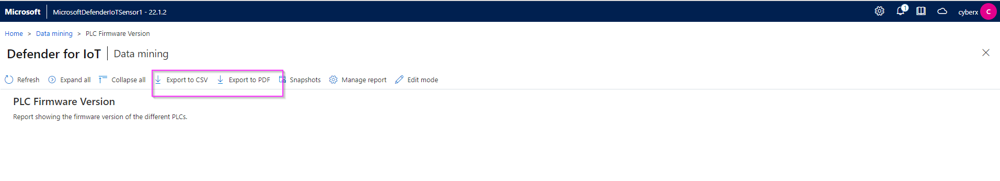 Microsoft MicrosoftDefenderIoTSensor1 - 22.1.2 1 cyberx C
Home > Data mining > PLC Firmware Version
Defender for IoT Data mining
Refresh Expand all Collapse all Export to CSV Export to PDF Snapshots Manage report Edit mode
PLC Firmware Version
Report showing the firmware version of the different PLCs.